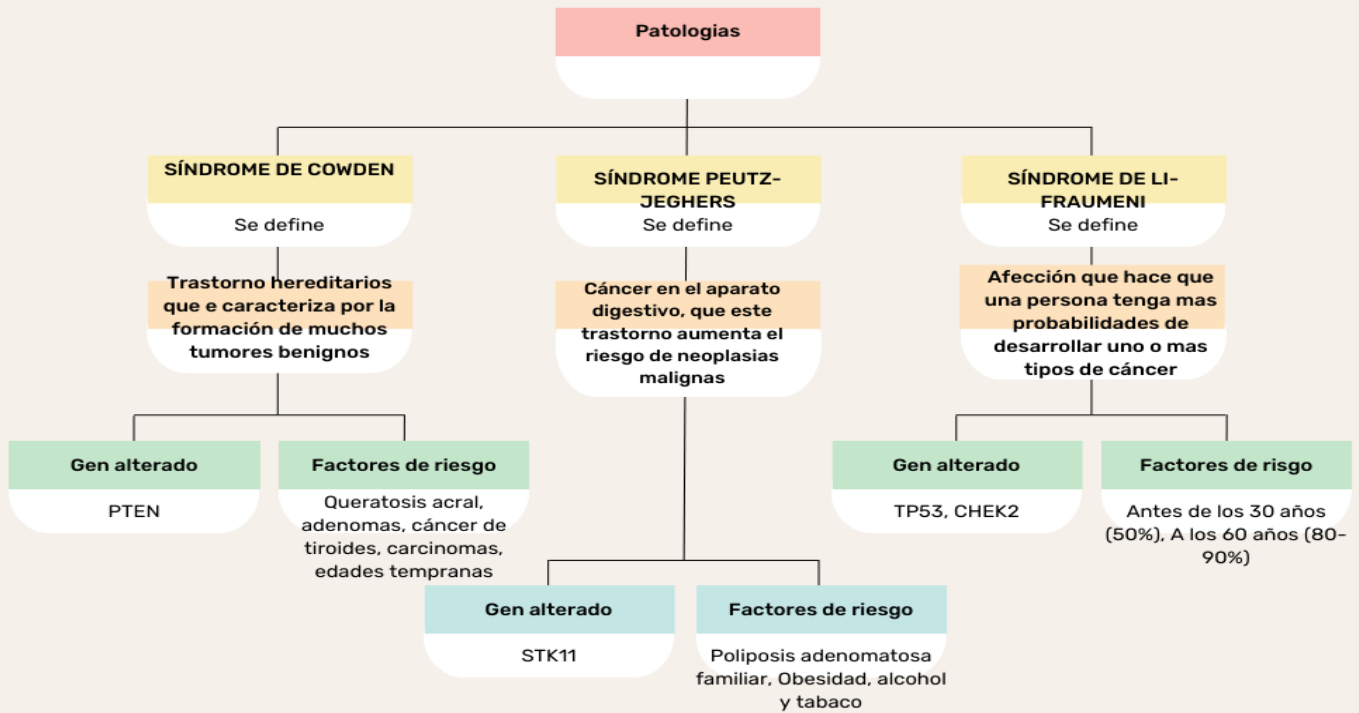 Patologias
SÍNDROME DE COWDEN
Se define
Trastorno hereditarios
que e caracteriza por la
formación de muchos
tumores benignos
Gen alterado
PTEN
Factores de riesgo
Queratosis acral,
adenomas, cáncer de
tiroides, carcinomas,
edades tempranas
SÍNDROME PEUTZ-
JEGHERS
Se define
Cáncer en el aparato
digestivo, que este
trastorno aumenta el
riesgo de neoplasias
malignas
Gen alterado
STK11
Factores de riesgo
Poliposis adenomatosa
familiar, Obesidad, alcohol
y tabaco
SÍNDROME DE LI-
FRAUMENI
Se define
Afección que hace que
una persona tenga mas
probabilidades de
desarrollar uno o mas
tipos de cáncer
Gen alterado
TP53, CHEK2
Factores de risgo
Antes de los 30 años
(50%), A los 60 años (80-
90%)